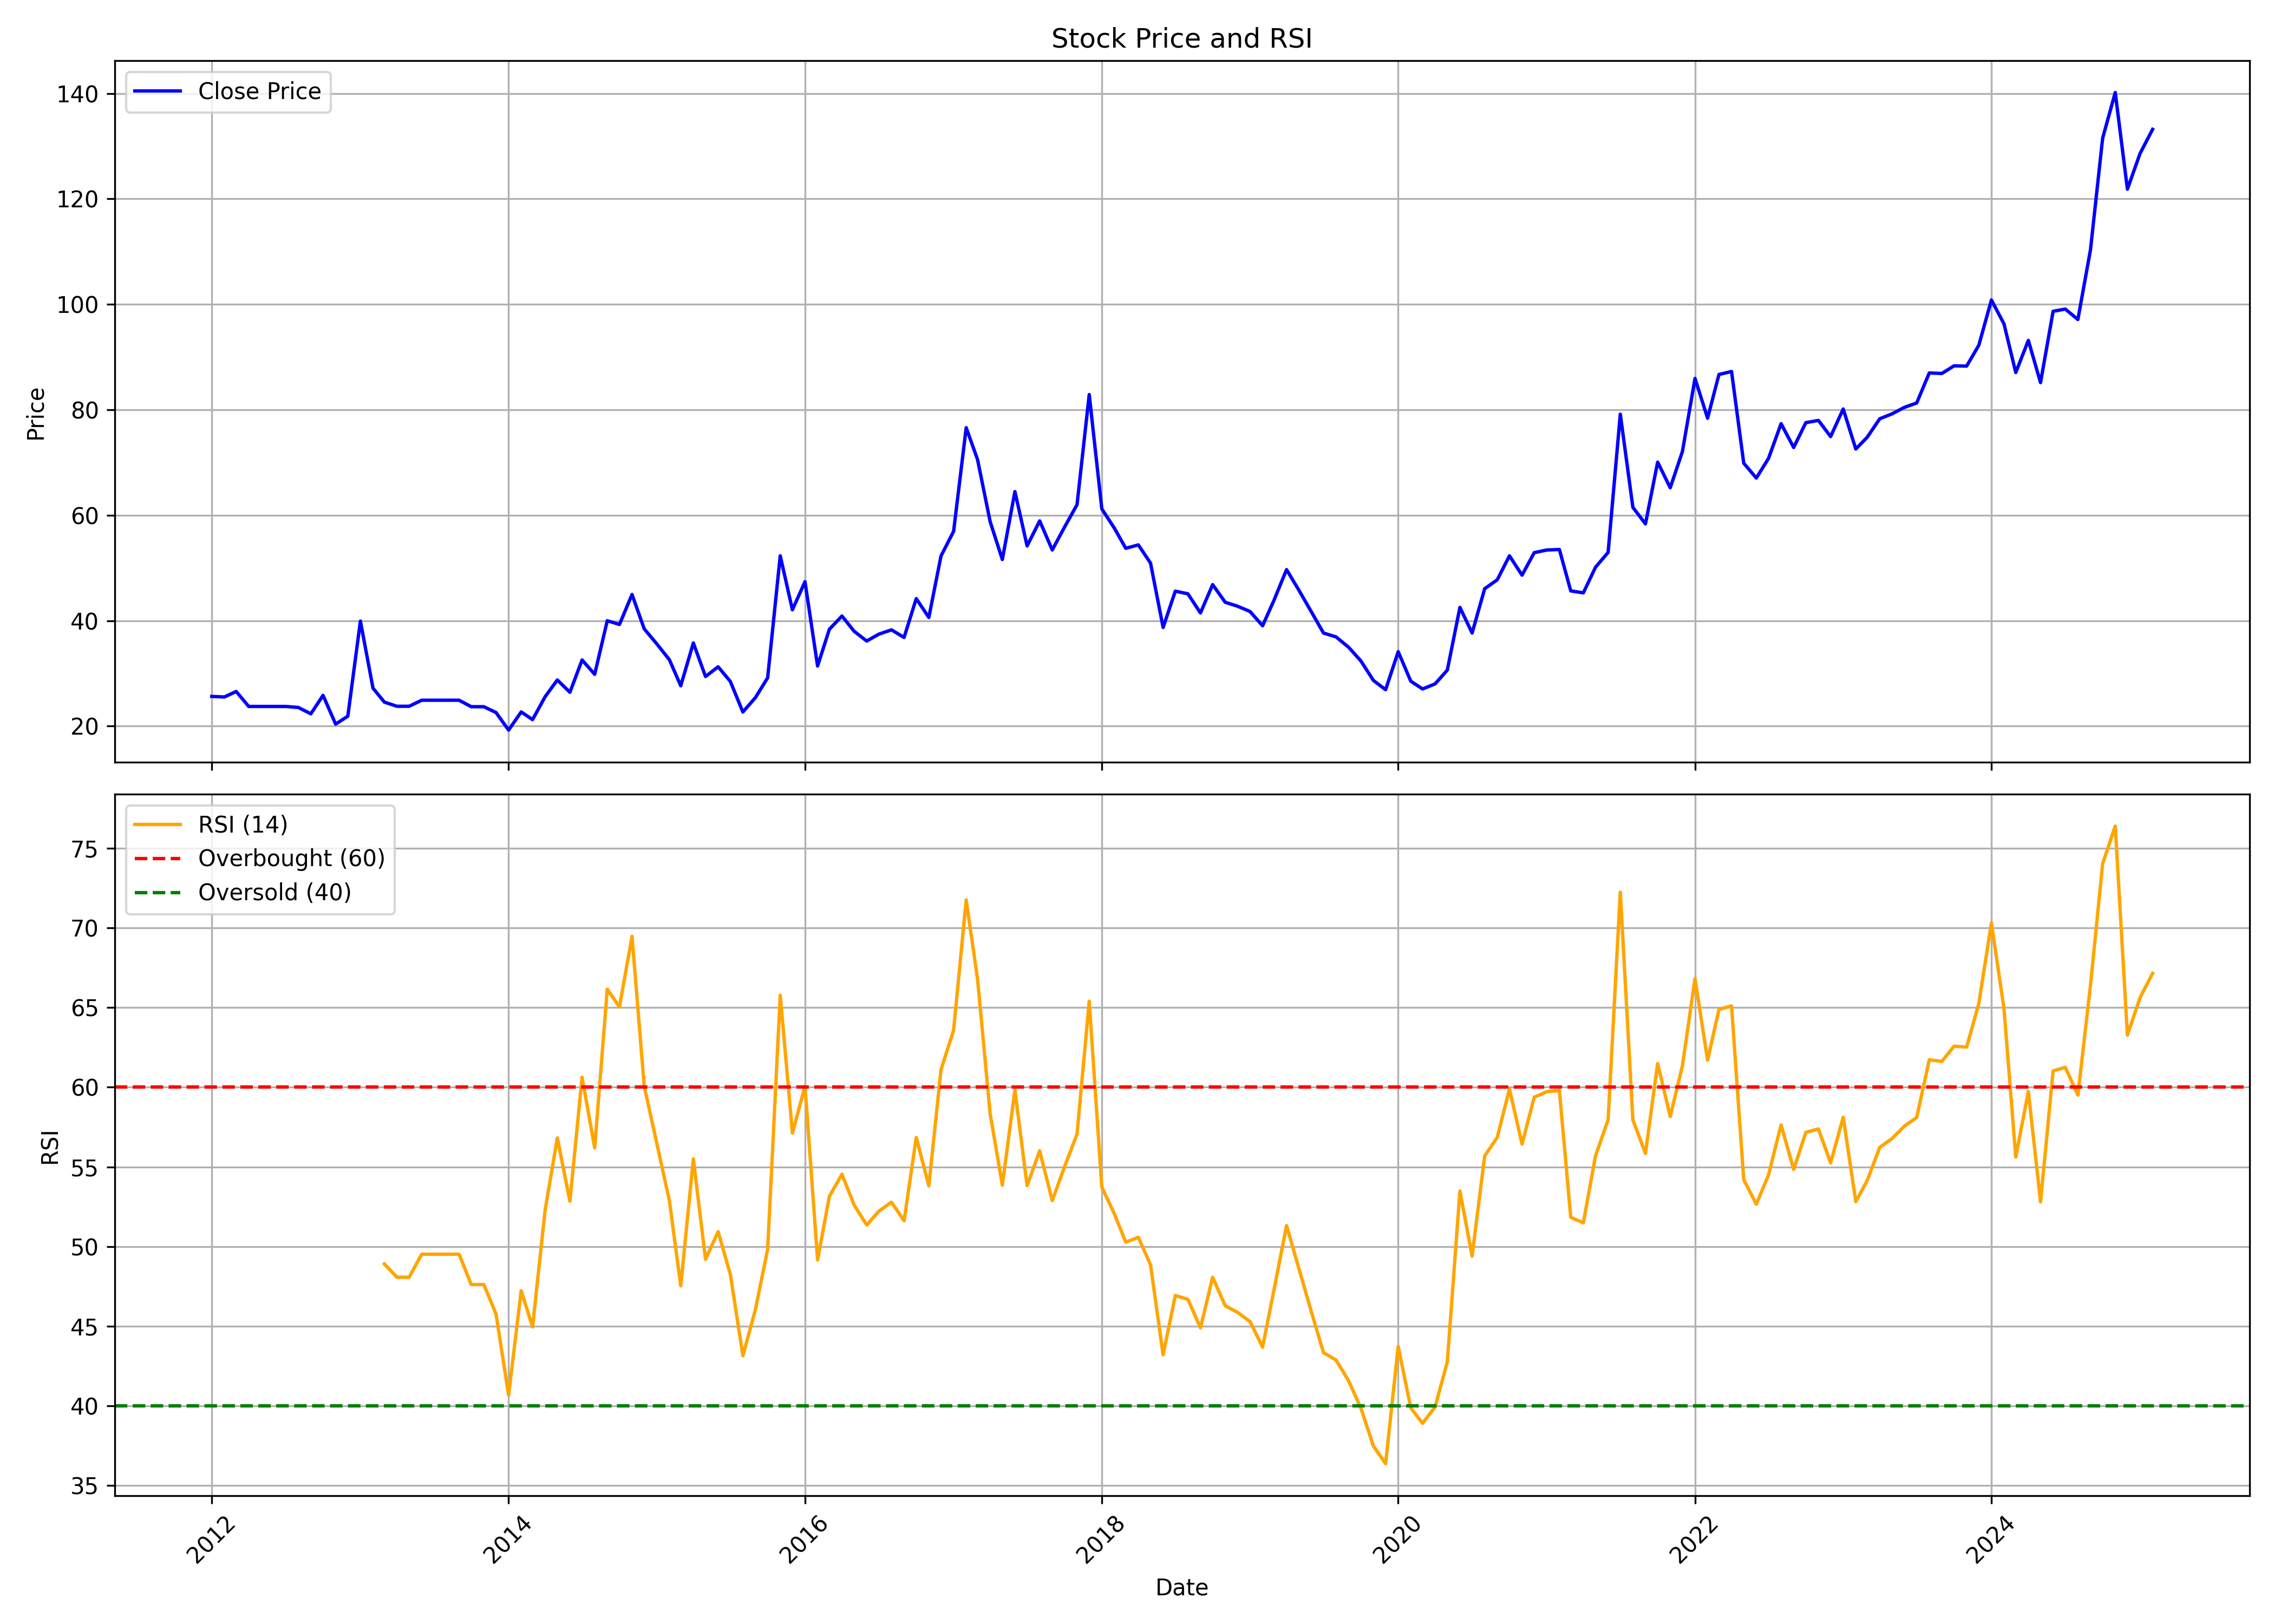 Stock Price and RSI
Close Price
140
120
100
80
60
40
20
Price
RSI (14)
Overbought (60)
Oversold (40)
75
70
65
60
55
50
45
40
35
RSI
2012
2014
2016
2018
2020
2022
2024
Date